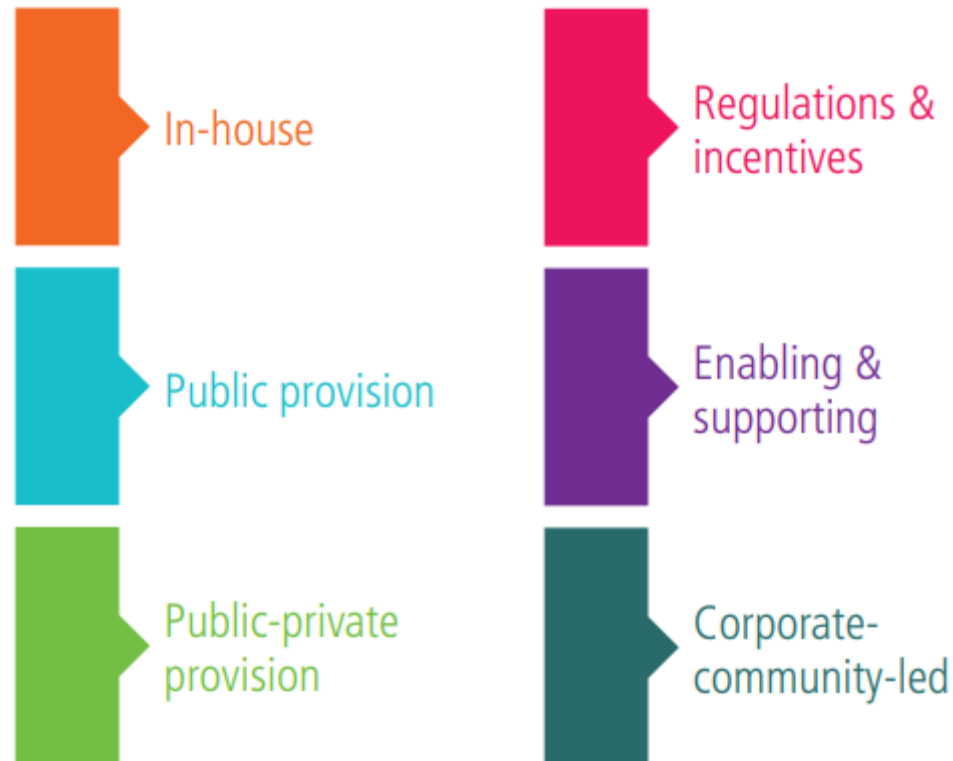 In-house
Public provision
Public-private
provision
Regulations &
incentives
Enabling &
supporting
Corporate-
community-led